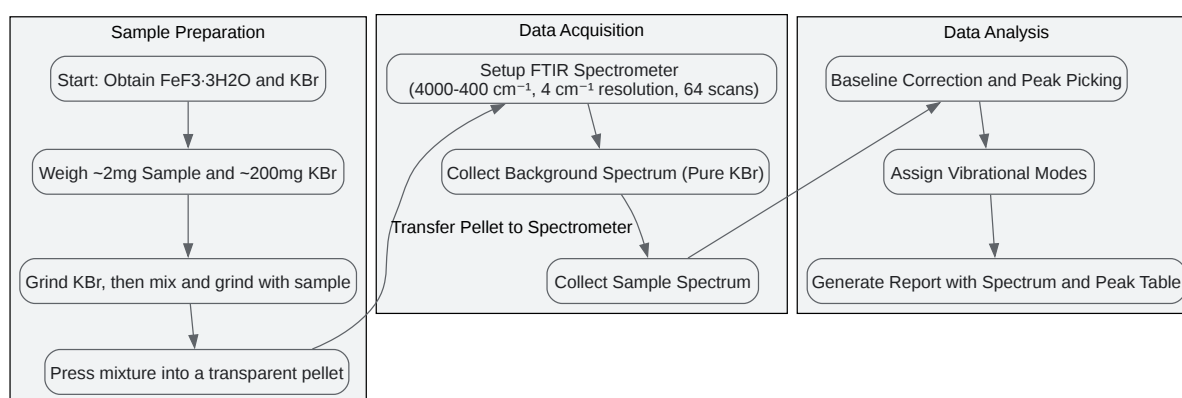 Sample Preparation
Start: Obtain FeF3·3H2O and KBr
Weigh ~2mg Sample and ~200mg KBr
Grind KBr, then mix and grind with sample
Press mixture into a transparent pellet
Data Acquisition
Setup FTIR Spectrometer
(4000-400 cm⁻¹, 4 cm⁻¹ resolution, 64 scans)
Collect Background Spectrum (Pure KBr)
Transfer Pellet to Spectrometer
Collect Sample Spectrum
Data Analysis
Baseline Correction and Peak Picking
Assign Vibrational Modes
Generate Report with Spectrum and Peak Table